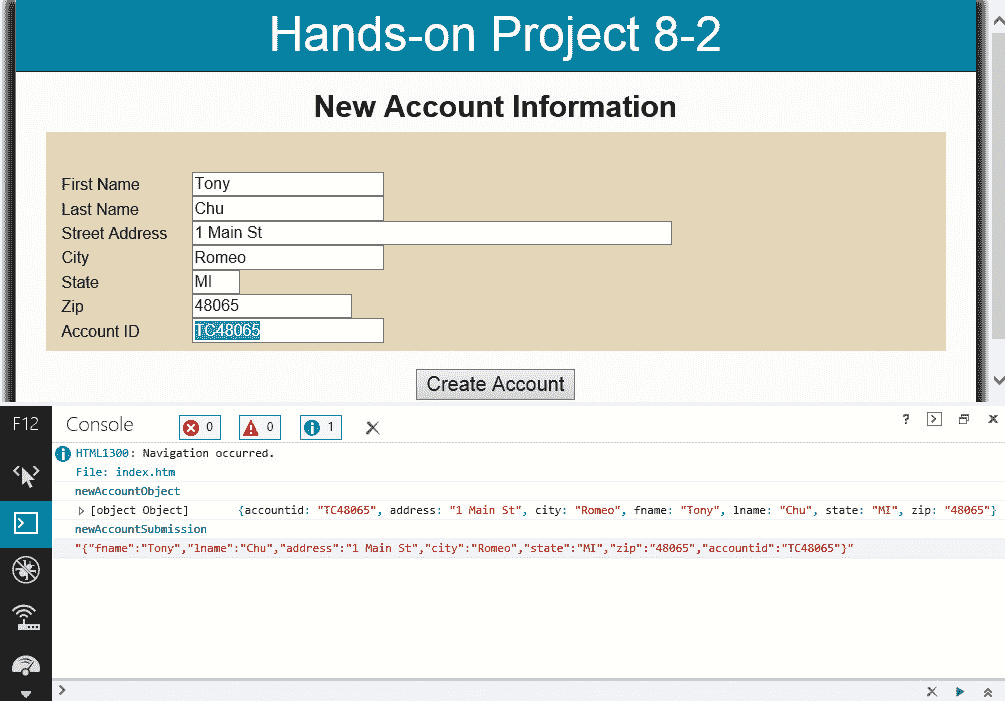 Hands-on Project 8-2
New Account Information
First Name Tony
Last Name Chu
Street Address 1 Main St
City Romeo
State MI
Zip 48065
Account ID TC48065
Create Account
F12 Console 0 0 1 ?
HTML1300: Navigation occurred.
File: index.htm
newAccountObject
[object Object] {accountid: "TC48065", address: "1 Main St", city: "Romeo", fname: "Tony", lname: "Chu", state: "MI", zip: "48065"}
newAccountSubmission
"{"fname":"Tony","lname":"Chu","address":"1 Main St","city":"Romeo","state":"MI","zip":"48065","accountid":"TC48065"}"